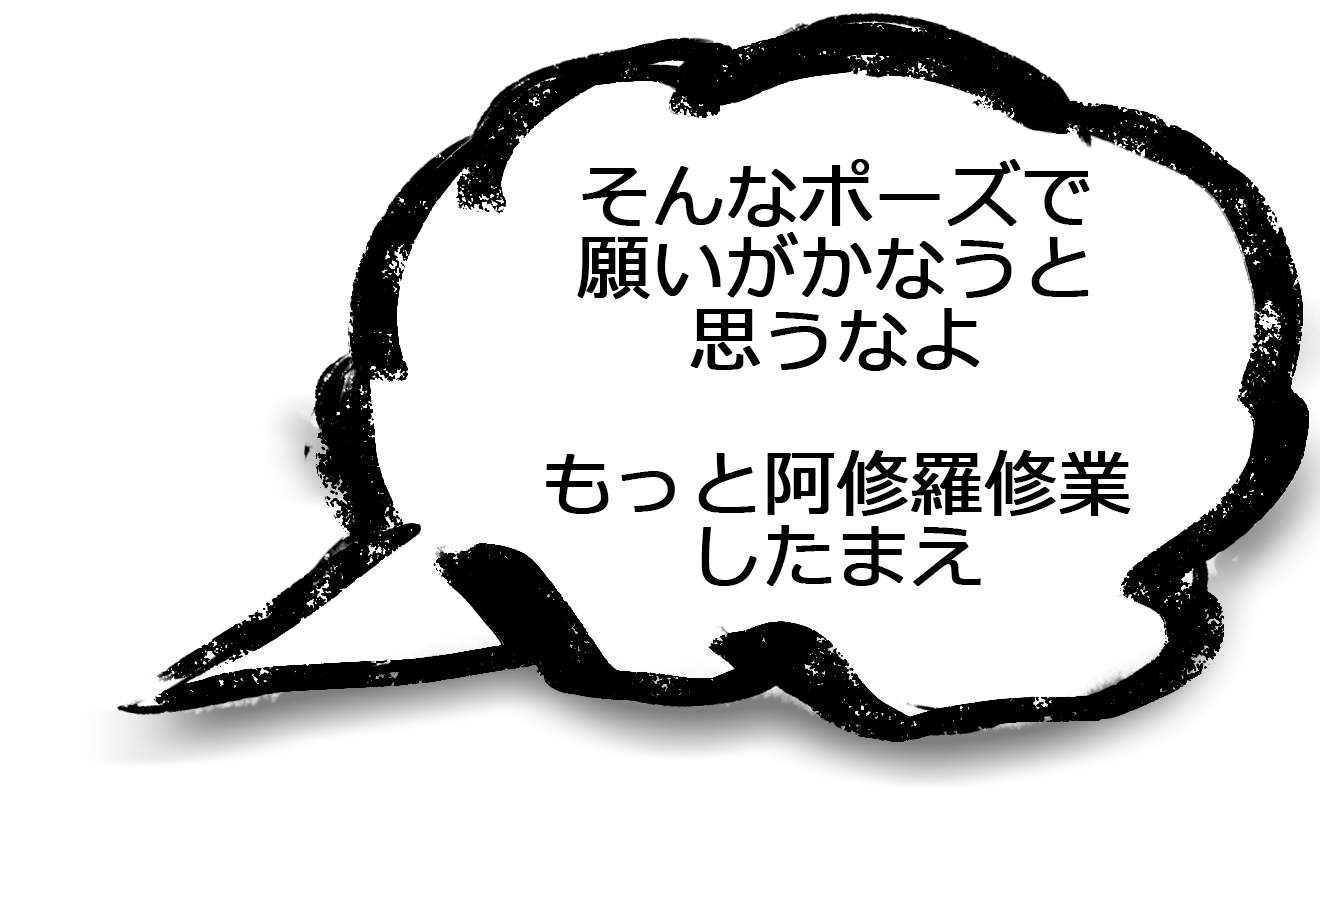 そんなポーズで
願いがかなうと
思うなよ
もっと阿修羅修業
したまえ